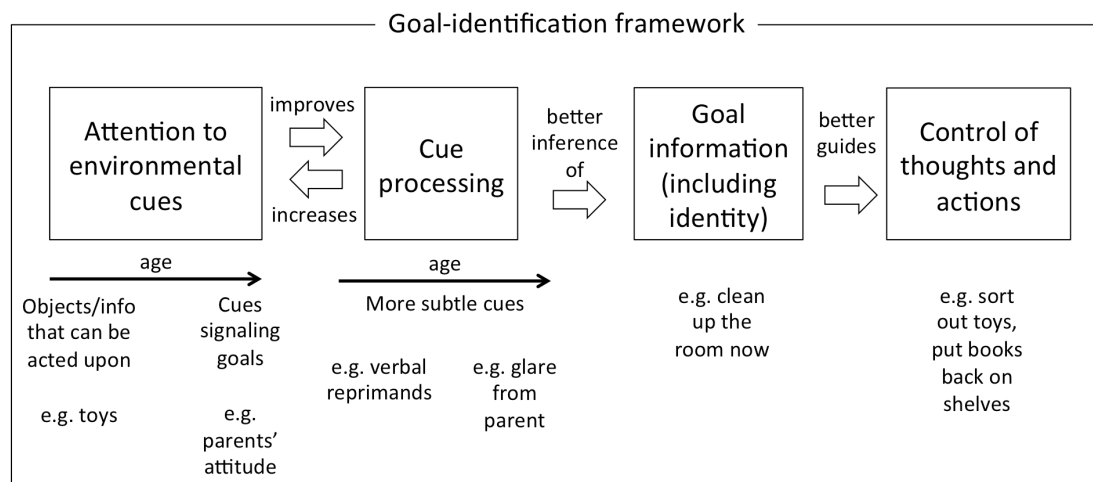 Goal-identification framework
Attention to
environmental
cues
improves
increases
Cue
processing
better
inference
of
Goal
information
(including
identity)
better
guides
Control of
thoughts and
actions
age
Objects/info
that can be
acted upon
e.g. toys
Cues
signaling
goals
e.g.
parents’
attitude
age
More subtle cues
e.g. verbal
reprimands
e.g. glare
from
parent
e.g. clean
up the
room now
e.g. sort
out toys,
put books
back on
shelves